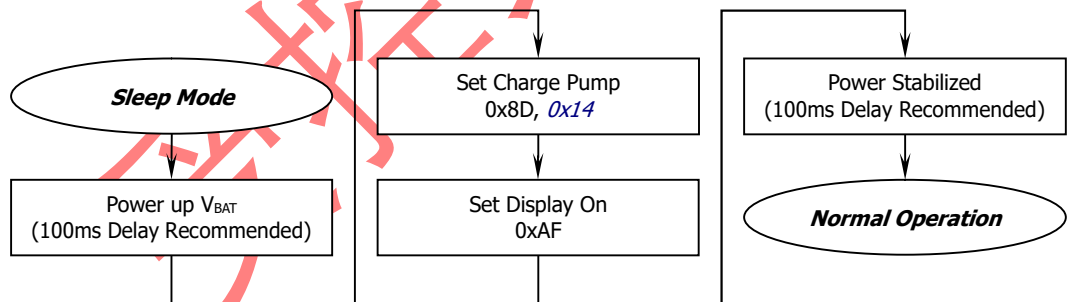 Sleep Mode
Power up VBAT
(100ms Delay Recommended)
Set Charge Pump
0x8D, 0x14
Set Display On
0xAF
Power Stabilized
(100ms Delay Recommended)
Normal Operation